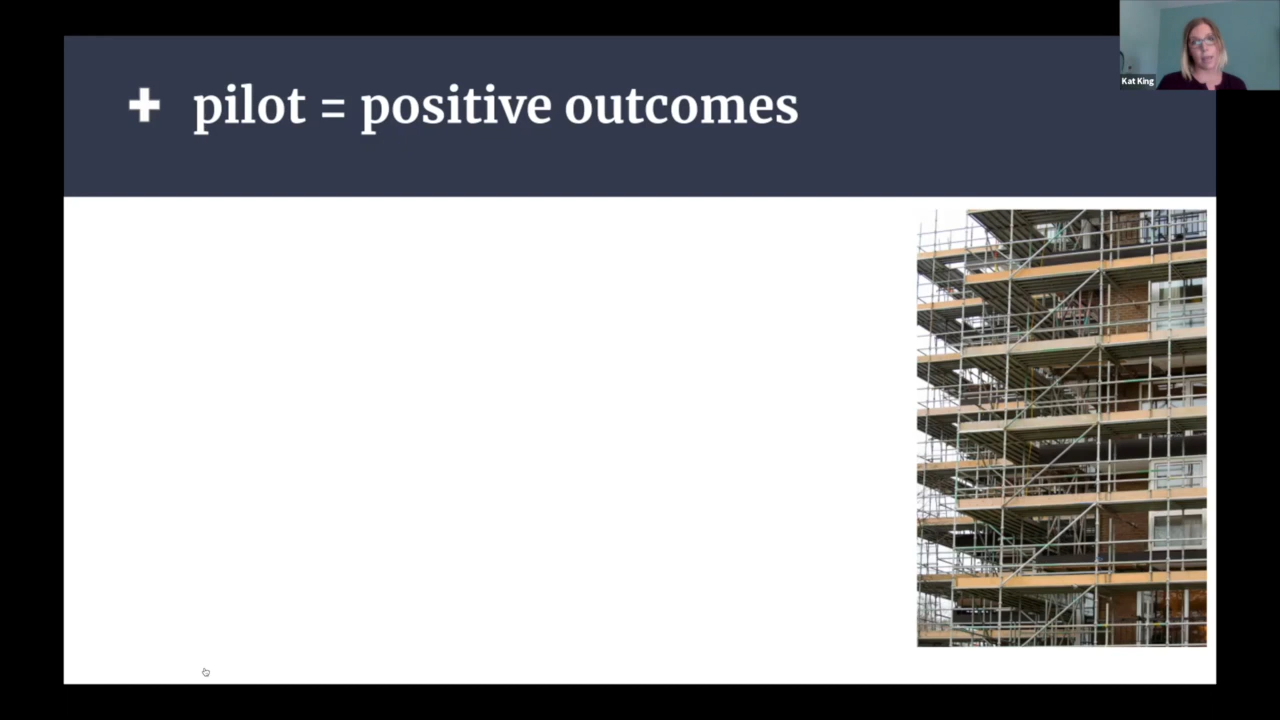 + pilot = positive outcomes
Kat King